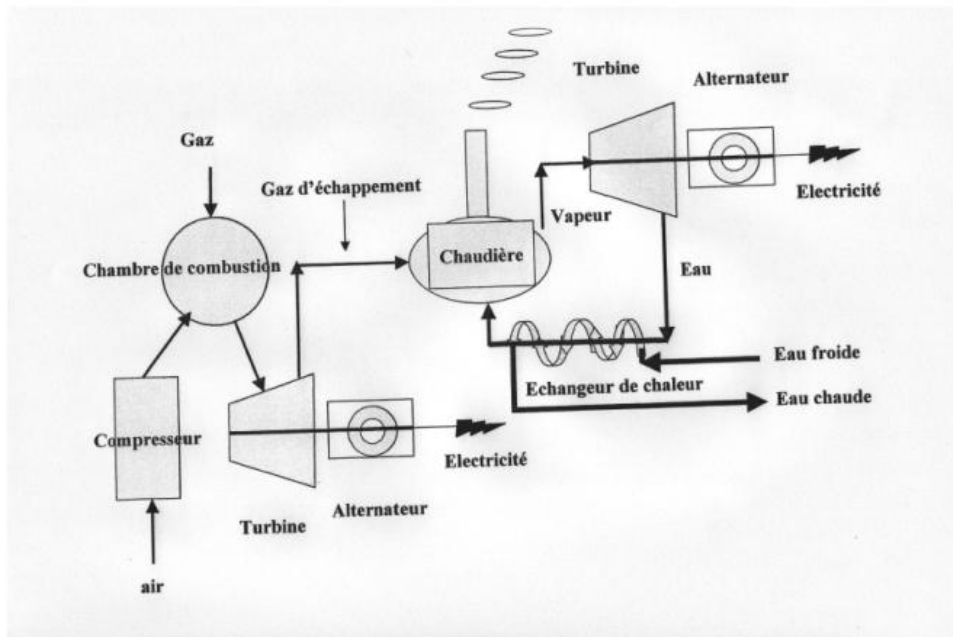 Turbine
Alternateur
Gaz
Gaz d'échappement
Vapeur
Electricité
Chambre de combustion
Chaudière
Eau
Eau froide
Echangeur de chaleur
Eau chaude
Compresseur
Electricité
Turbine
Alternateur
air